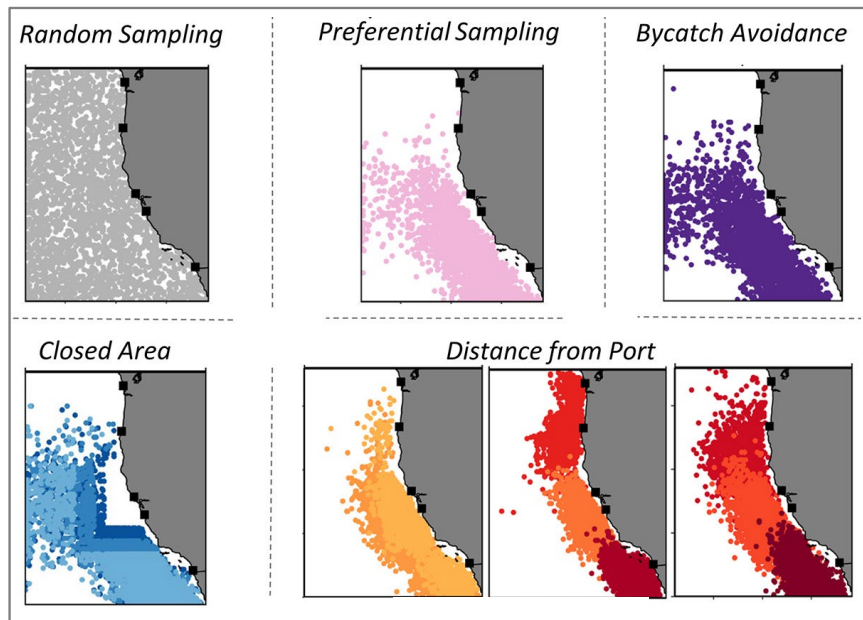 Random Sampling
Preferential Sampling
Bycatch Avoidance
Closed Area
Distance from Port